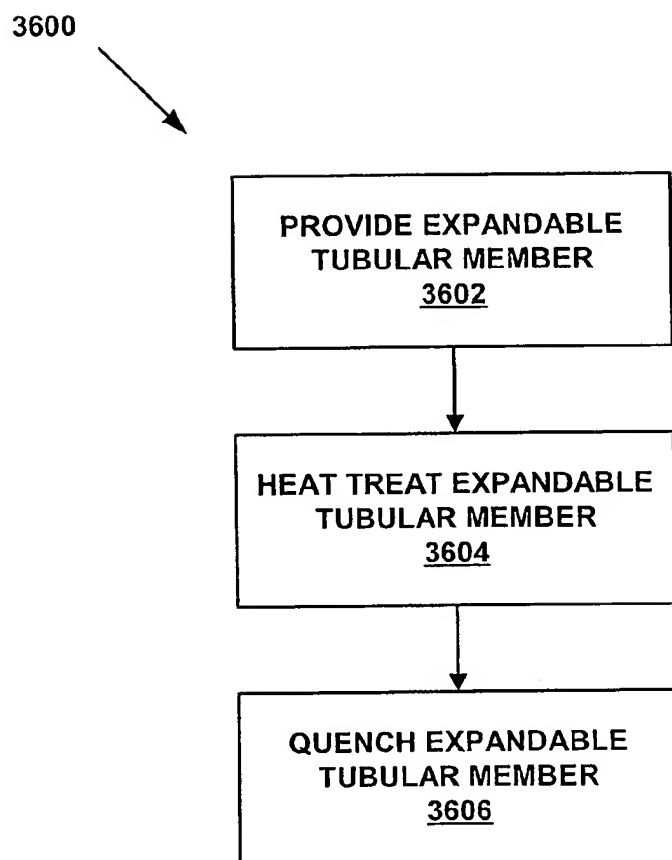 3600
PROVIDE EXPANDABLE
TUBULAR MEMBER
3602
HEAT TREAT EXPANDABLE
TUBULAR MEMBER
3604
QUENCH EXPANDABLE
TUBULAR MEMBER
3606